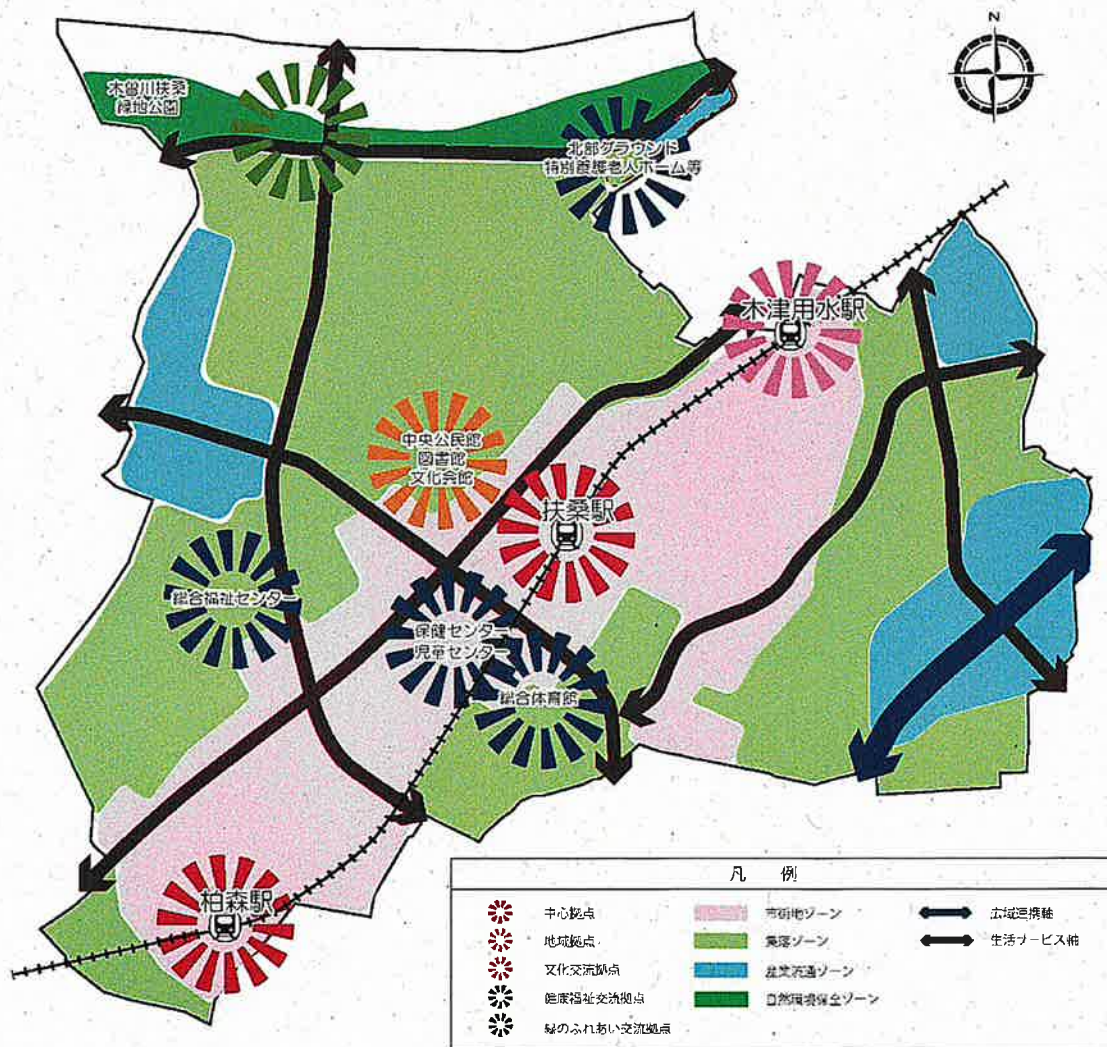 N
木曽川扶桑
緑地公園
北部グラウンド
特別養護老人ホーム等
木津用水駅
中央公民館
図書館
文化会館
扶桑駅
総合福祉センター
保健センター
児童センター
総合体育館
柏森駅
凡 例
中心拠点
地域拠点
文化交流拠点
健康福祉交流拠点
緑のふれあい交流拠点
市街地ゾーン
集落ゾーン
産業流通ゾーン
自然環境保全ゾーン
広域連携軸
生活サービス軸